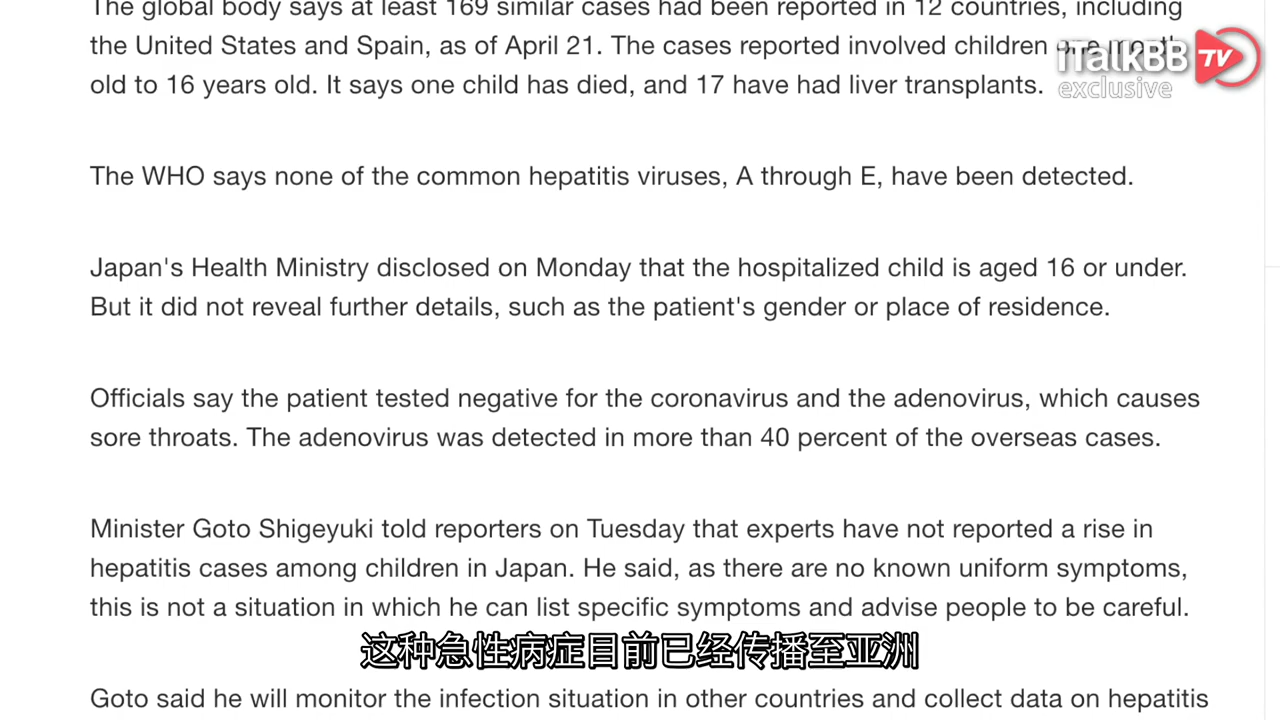 The global body says at least 169 similar cases had been reported in 12 countries, including
the United States and Spain, as of April 21. The cases reported involved children one month
old to 16 years old. It says one child has died, and 17 have had liver transplants.
iTalkBB TV
exclusive
The WHO says none of the common hepatitis viruses, A through E, have been detected.
Japan's Health Ministry disclosed on Monday that the hospitalized child is aged 16 or under.
But it did not reveal further details, such as the patient's gender or place of residence.
Officials say the patient tested negative for the coronavirus and the adenovirus, which causes
sore throats. The adenovirus was detected in more than 40 percent of the overseas cases.
Minister Goto Shigeyuki told reporters on Tuesday that experts have not reported a rise in
hepatitis cases among children in Japan. He said, as there are no known uniform symptoms,
this is not a situation in which he can list specific symptoms and advise people to be careful.
这种急性病症目前已经传播至亚洲
Goto said he will monitor the infection situation in other countries and collect data on hepatitis